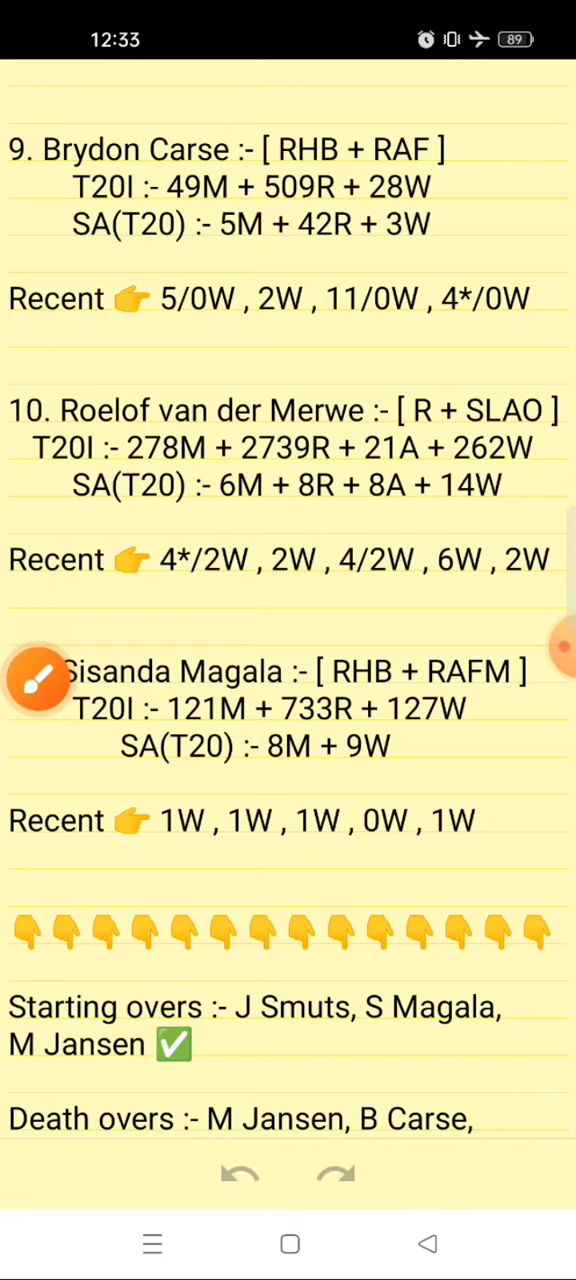 12:33
89
9. Brydon Carse :- [ RHB + RAF ]
T20I :- 49M + 509R + 28W
SA(T20) :- 5M + 42R + 3W
Recent 👉 5/0W , 2W , 11/0W , 4*/0W
10. Roelof van der Merwe :- [ R + SLAO ]
T20I :- 278M + 2739R + 21A + 262W
SA(T20) :- 6M + 8R + 8A + 14W
Recent 👉 4*/2W , 2W , 4/2W , 6W , 2W
Sisanda Magala :- [ RHB + RAFM ]
T20I :- 121M + 733R + 127W
SA(T20) :- 8M + 9W
Recent 👉 1W , 1W , 1W , 0W , 1W
👇👇👇👇👇👇👇👇👇👇👇👇👇👇
Starting overs :- J Smuts, S Magala,
M Jansen ✅
Death overs :- M Jansen, B Carse,